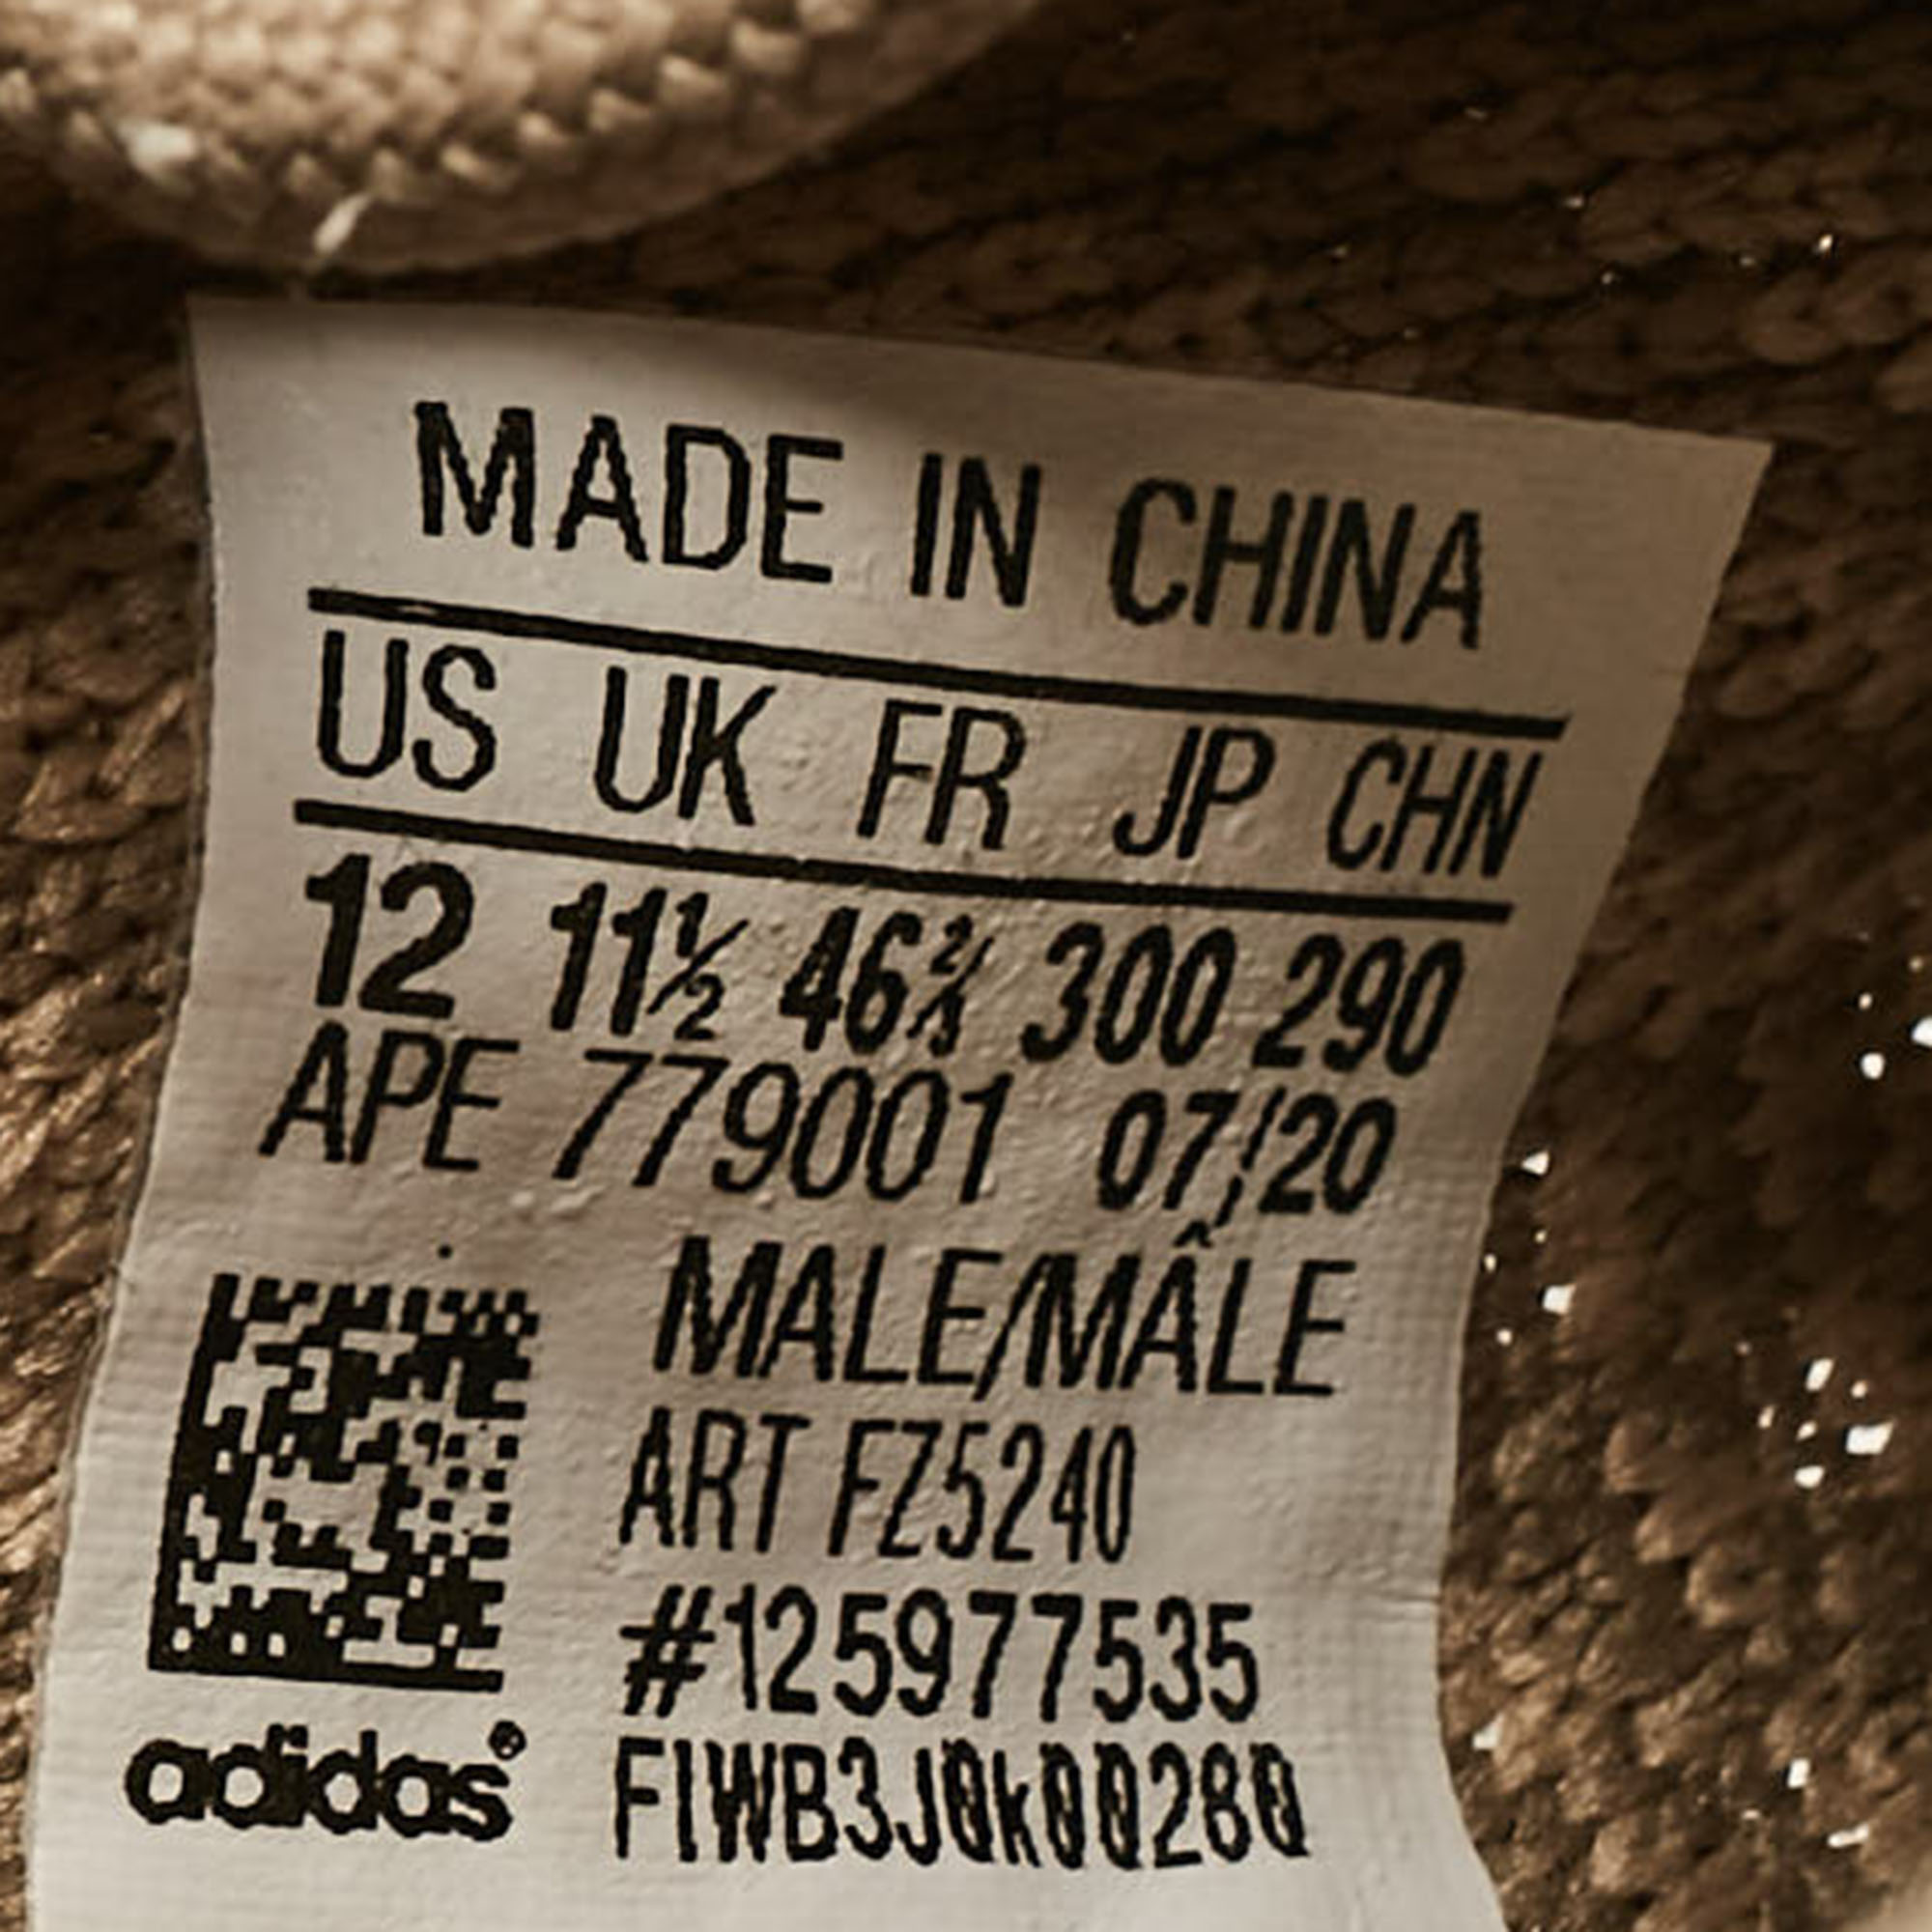 MADE IN CHINA
US UK FR JP CHN
12 11½ 46⅔ 300 290
APE 779001 07/20
MALE/MÂLE
ART FZ5240
#125977535
F1WB3J0k00280
adidas®